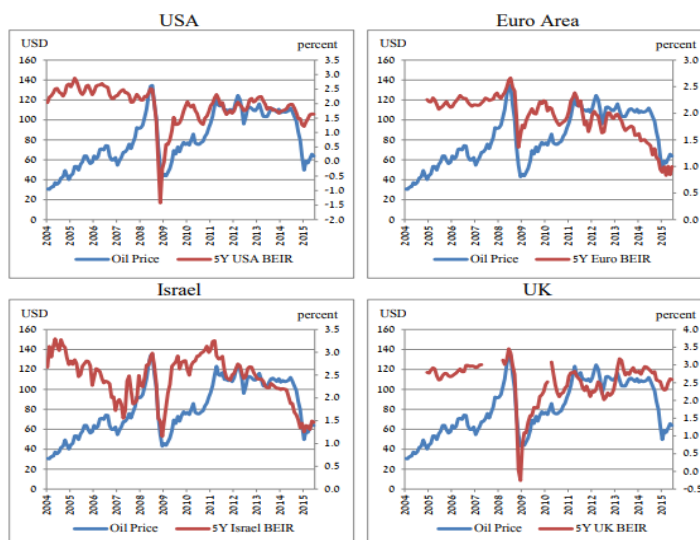 USA
USD percent
160 3.5
140 3.0
120 2.5
100 2.0
80 1.5
60 1.0
40 0.5
20 0.0
0 -0.5
-1.0
-1.5
-2.0
2004 2005 2006 2007 2008 2009 2010 2011 2012 2013 2014 2015
Oil Price 5Y USA BEIR
Euro Area
USD percent
160 3.0
140 2.5
120 2.0
100 1.5
80 1.0
60 0.5
40 0.0
20
0
2004 2005 2006 2007 2008 2009 2010 2011 2012 2013 2014 2015
Oil Price 5Y Euro BEIR
Israel
USD percent
160 3.5
140 3.0
120 2.5
100 2.0
80 1.5
60 1.0
40 0.5
20 0.0
0
2004 2005 2006 2007 2008 2009 2010 2011 2012 2013 2014 2015
Oil Price 5Y Israel BEIR
UK
USD percent
160 4.0
140 3.5
120 3.0
100 2.5
80 2.0
60 1.5
40 1.0
20 0.5
0 0.0
-0.5
2004 2005 2006 2007 2008 2009 2010 2011 2012 2013 2014 2015
Oil Price 5Y UK BEIR